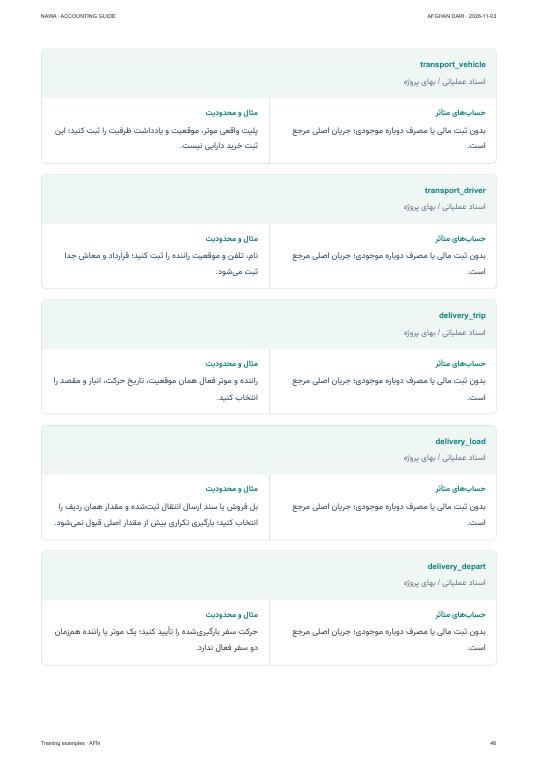 NAWA · ACCOUNTING GUIDE
AFGHAN DARI · 2026-11-03
transport_vehicle
اسناد عملیاتی / بهای پروژه
حساب‌های متأثر
بدون ثبت مالی یا مصرف دوباره موجودی؛ جریان اصلی مرجع
است.
مثال و محدودیت
پلیت واقعی موتر، موقعیت و یادداشت ظرفیت را ثبت کنید؛ این
ثبت خرید دارایی نیست.
transport_driver
اسناد عملیاتی / بهای پروژه
حساب‌های متأثر
بدون ثبت مالی یا مصرف دوباره موجودی؛ جریان اصلی مرجع
است.
مثال و محدودیت
نام، تلفن و موقعیت راننده را ثبت کنید؛ قرارداد و معاش جدا
ثبت می‌شود.
delivery_trip
اسناد عملیاتی / بهای پروژه
حساب‌های متأثر
بدون ثبت مالی یا مصرف دوباره موجودی؛ جریان اصلی مرجع
است.
مثال و محدودیت
راننده و موتر فعال همان موقعیت، تاریخ حرکت، انبار و مقصد را
انتخاب کنید.
delivery_load
اسناد عملیاتی / بهای پروژه
حساب‌های متأثر
بدون ثبت مالی یا مصرف دوباره موجودی؛ جریان اصلی مرجع
است.
مثال و محدودیت
بل فروش یا سند ارسال انتقال ثبت‌شده و مقدار همان ردیف را
انتخاب کنید؛ بارگیری تکراری بیش از مقدار اصلی قبول نمی‌شود.
delivery_depart
اسناد عملیاتی / بهای پروژه
حساب‌های متأثر
بدون ثبت مالی یا مصرف دوباره موجودی؛ جریان اصلی مرجع
است.
مثال و محدودیت
حرکت سفر بارگیری‌شده را تأیید کنید؛ یک موتر یا راننده هم‌زمان
دو سفر فعال ندارد.
Training examples · AFN
46